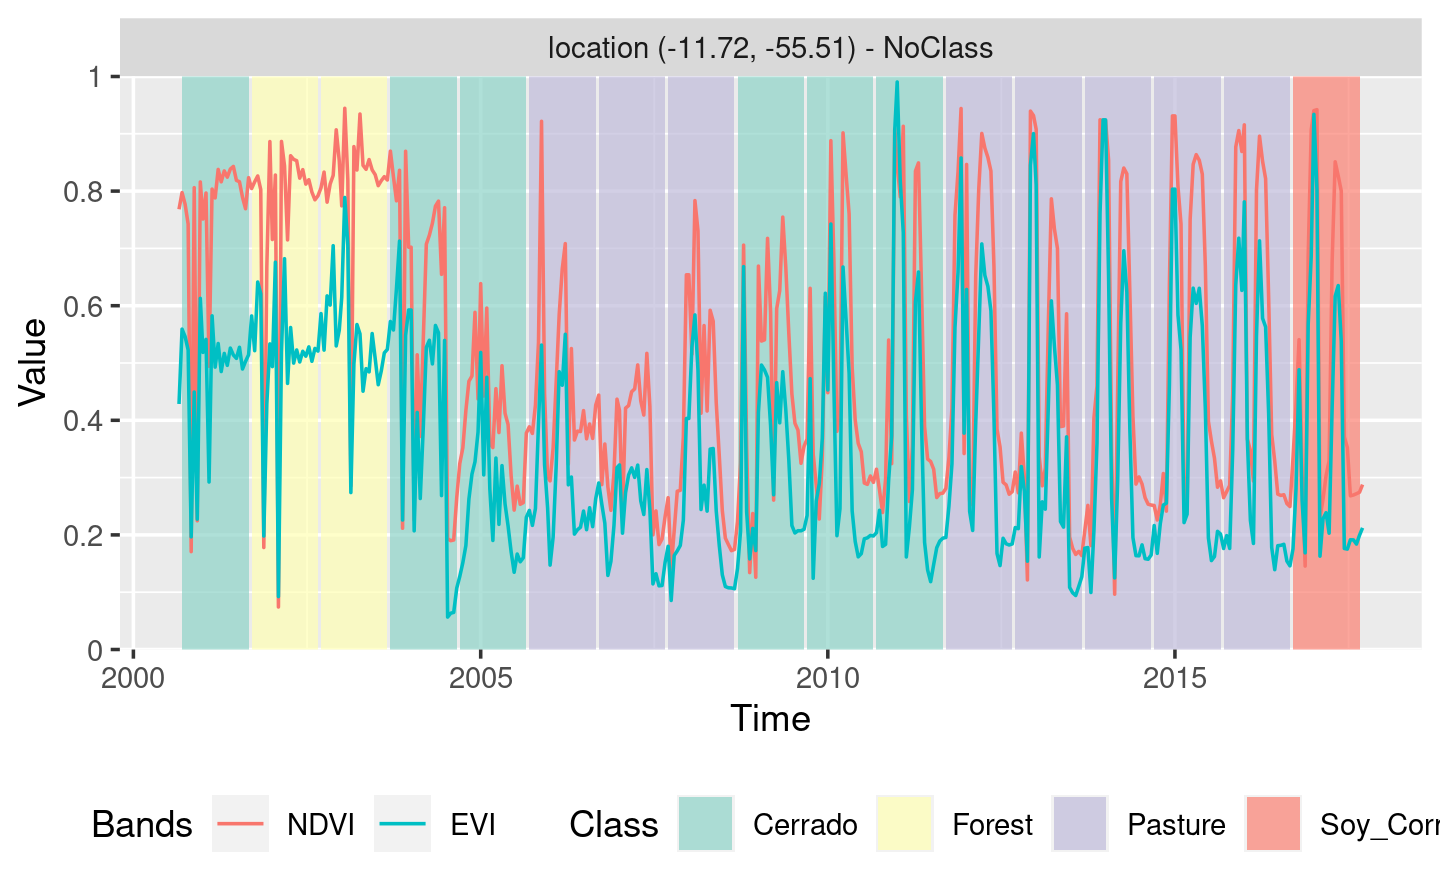 location (-11.72, -55.51) - NoClass
1
0.8
0.6
0.4
0.2
0
Value
2000 2005 2010 2015
Time
Bands NDVI EVI Class Cerrado Forest Pasture Soy_Corr